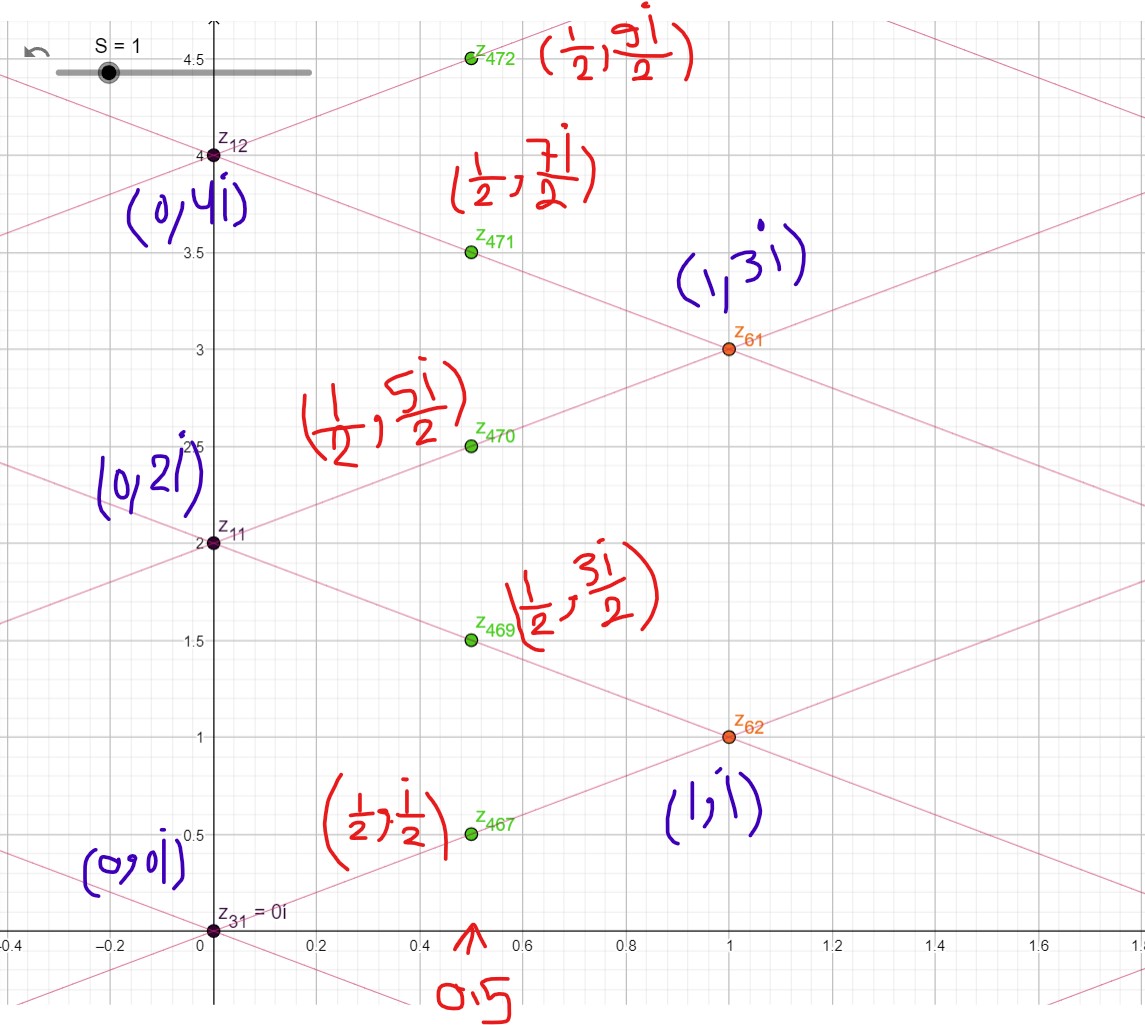 S = 1
4.5
z472
(1/2, 9i/2)
4
z12
(0,4i)
(1/2, 7i/2)
3.5
z471
(1,3i)
3
z61
(1/2, 5i/2)
2.5
z470
(0,2i)
2
z11
(1/2, 3i/2)
1.5
z469
1
z62
(1,i)
(1/2, i/2)
0.5
z467
(0,0i)
z31 = 0i
-0.4 –0.2 0 0.2 0.4 0.6 0.8 1 1.2 1.4 1.6
0.5